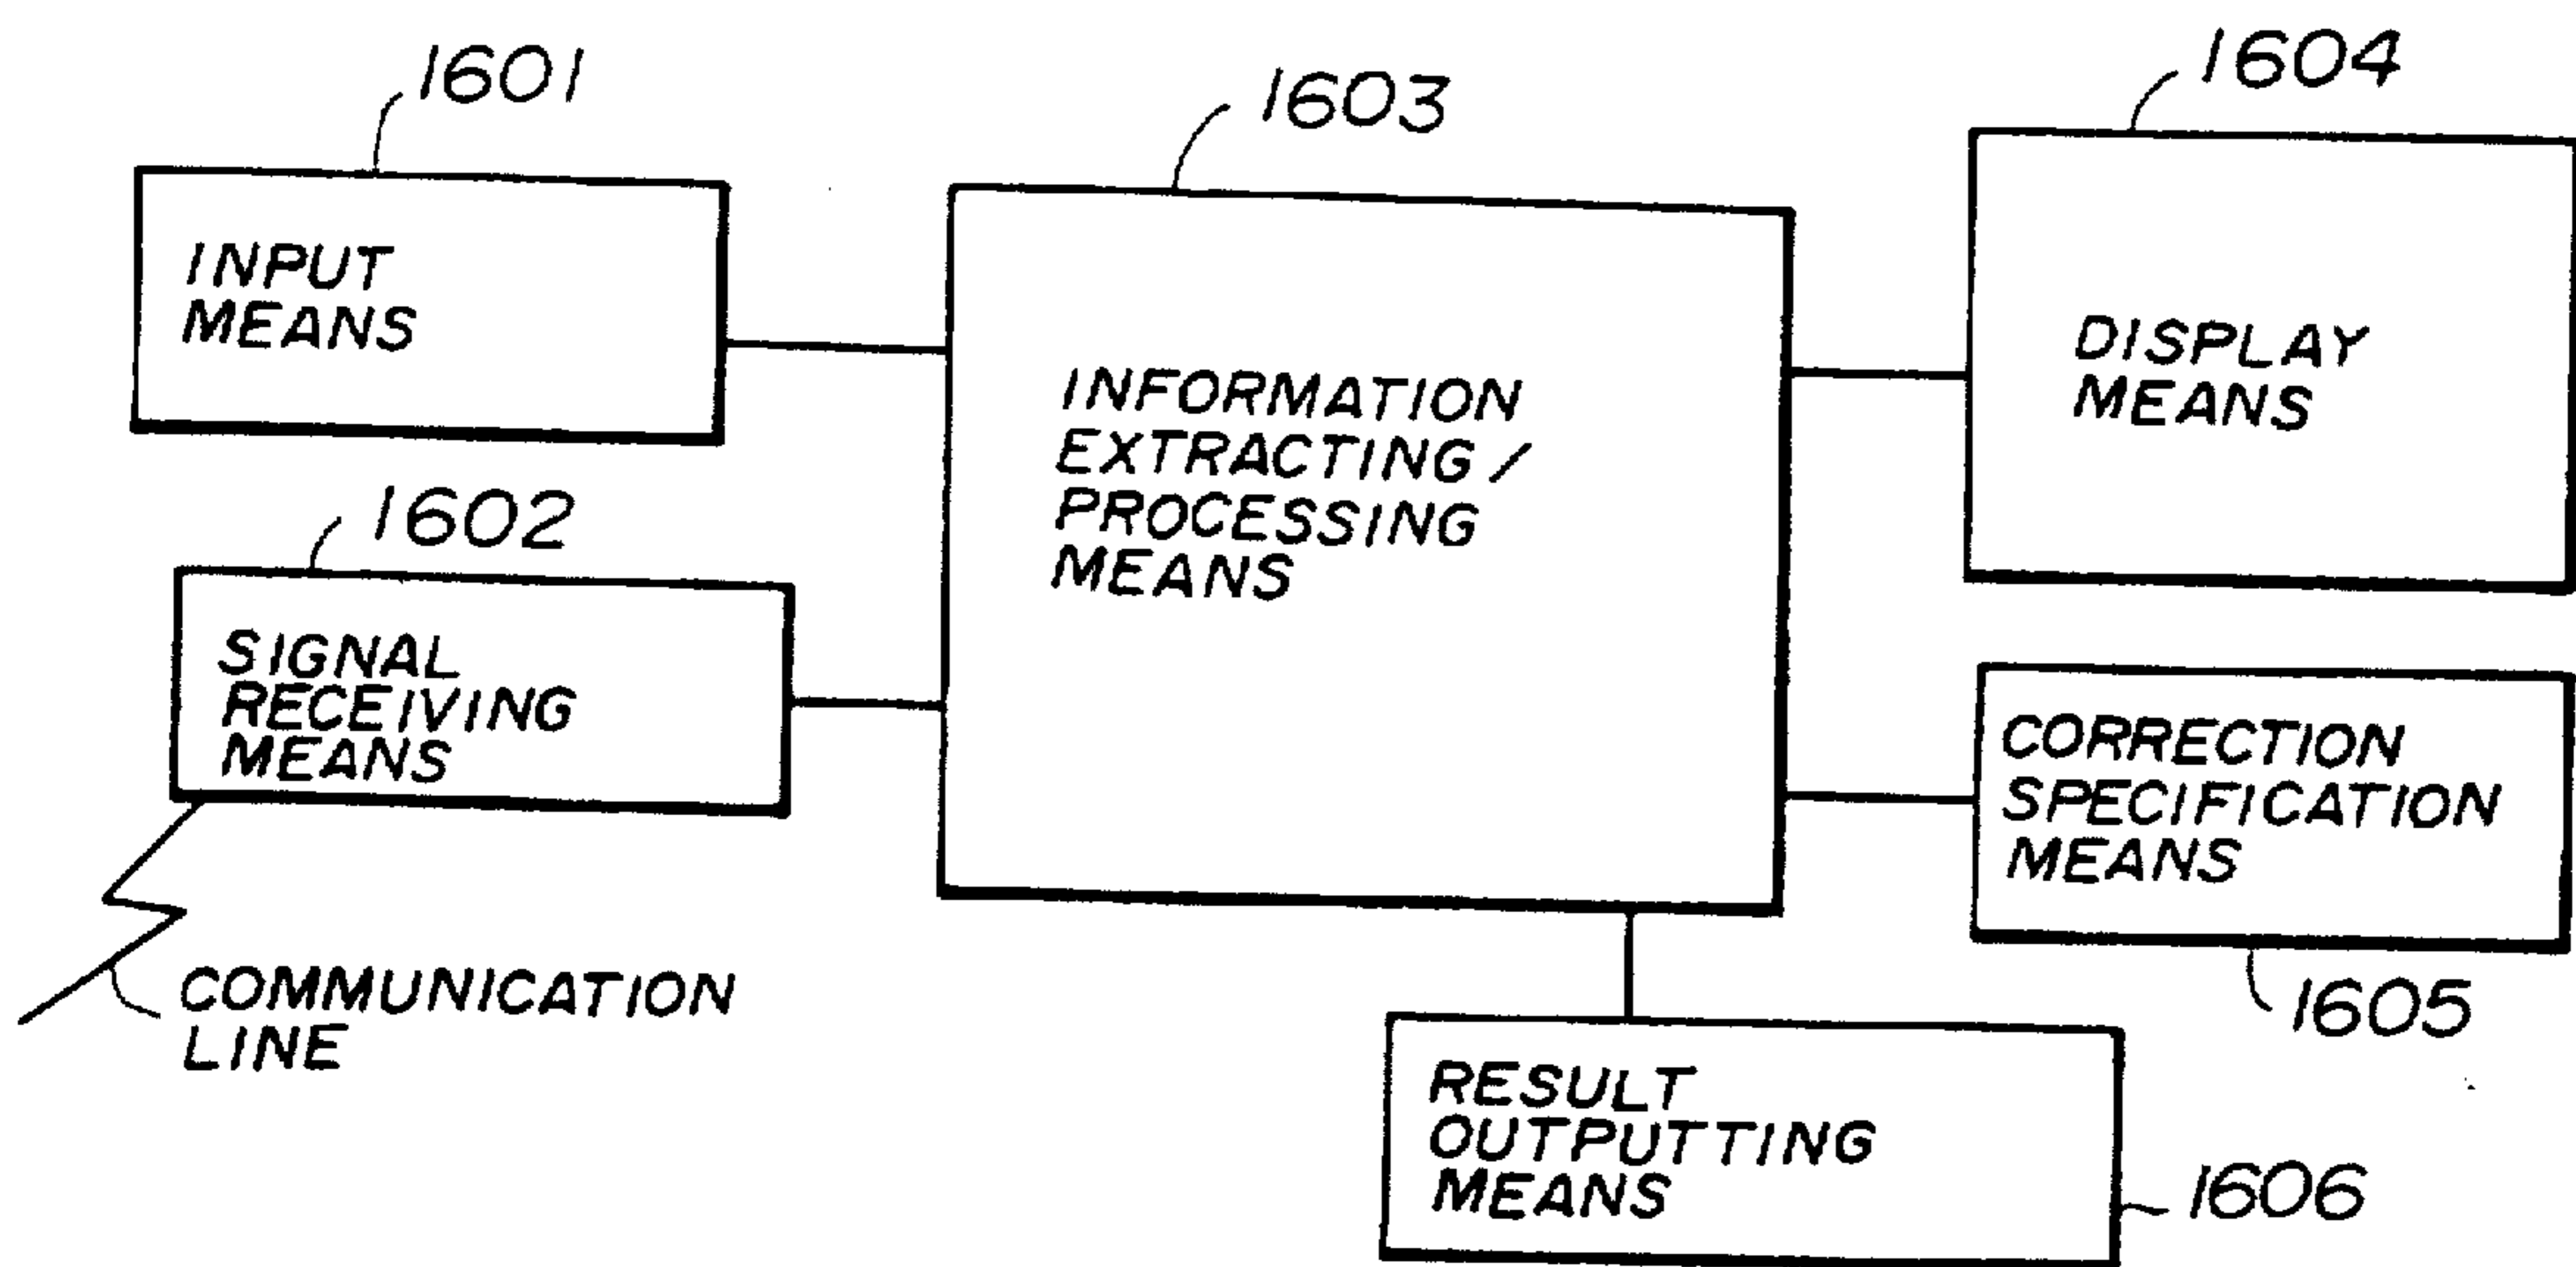 1601
INPUT
MEANS
1602
SIGNAL
RECEIVING
MEANS
COMMUNICATION
LINE
1603
INFORMATION
EXTRACTING/
PROCESSING
MEANS
1604
DISPLAY
MEANS
CORRECTION
SPECIFICATION
MEANS
1605
RESULT
OUTPUTTING
MEANS
1606